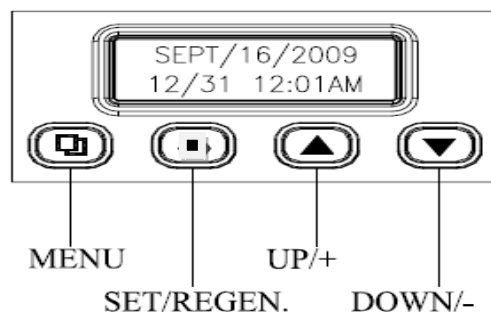 SEPT/16/2009
12/31 12:01AM
MENU
UP/+
SET/REGEN.
DOWN/-